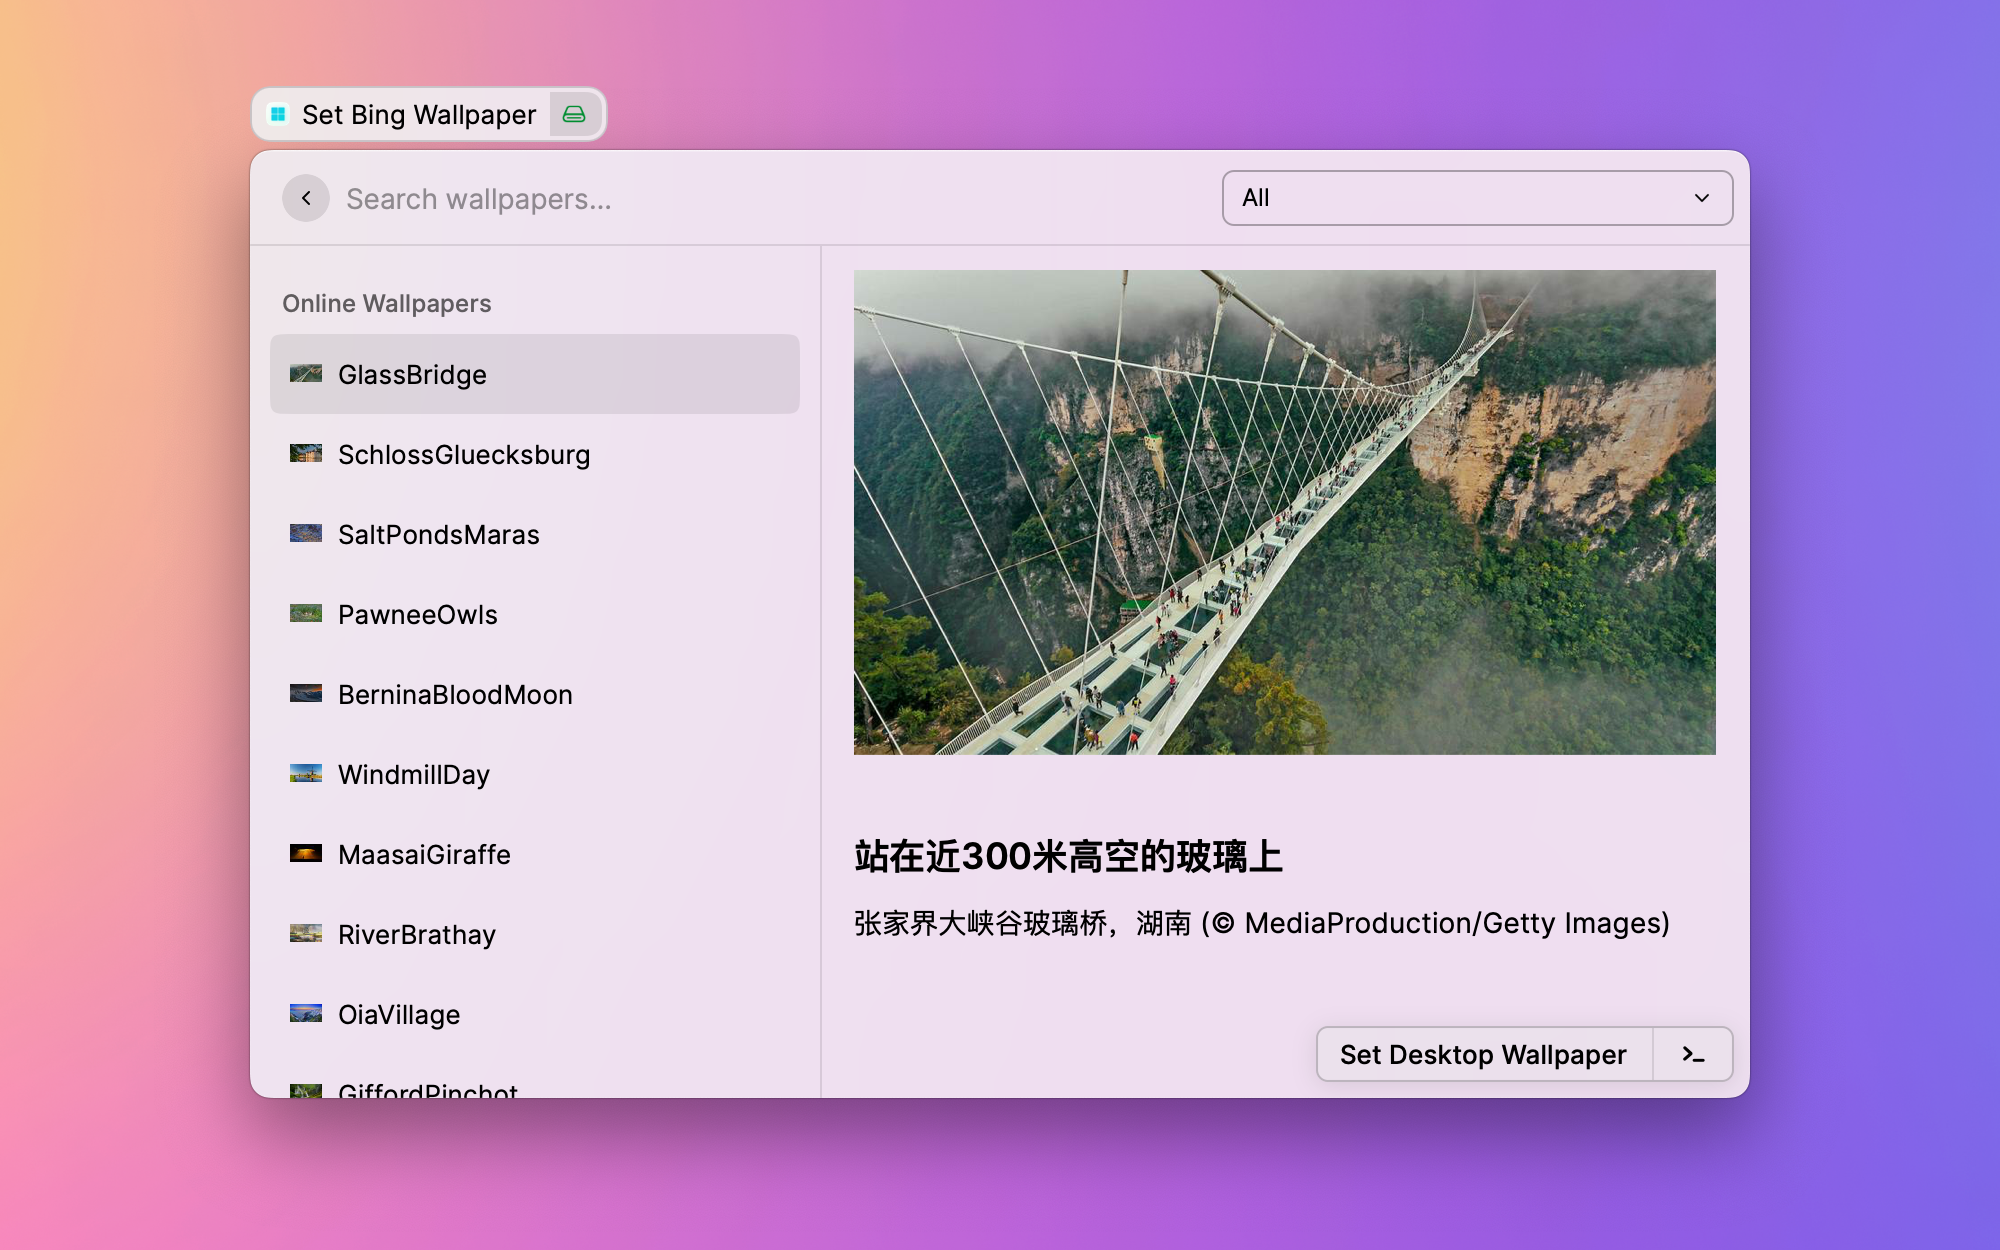 Set Bing Wallpaper
Search wallpapers...
All
Online Wallpapers
GlassBridge
SchlossGluecksburg
SaltPondsMaras
PawneeOwls
BerninaBloodMoon
WindmillDay
MaasaiGiraffe
RiverBrathay
OiaVillage
GiffordPinchot
站在近300米高空的玻璃上
张家界大峡谷玻璃桥，湖南 (© MediaProduction/Getty Images)
Set Desktop Wallpaper